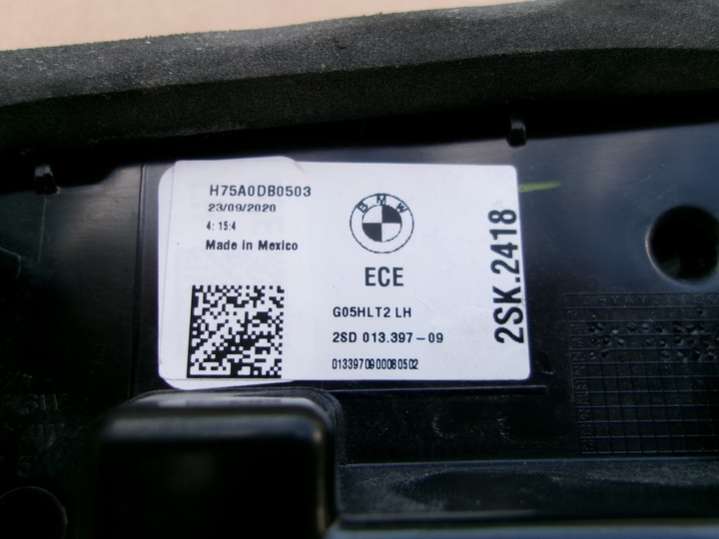 H75A0DB0503
23/09/2020
4: 15:4
Made in Mexico
BMW
ECE
G05HLT2 LH
2SD 013.397-09
0133970900080502
2SK.2418